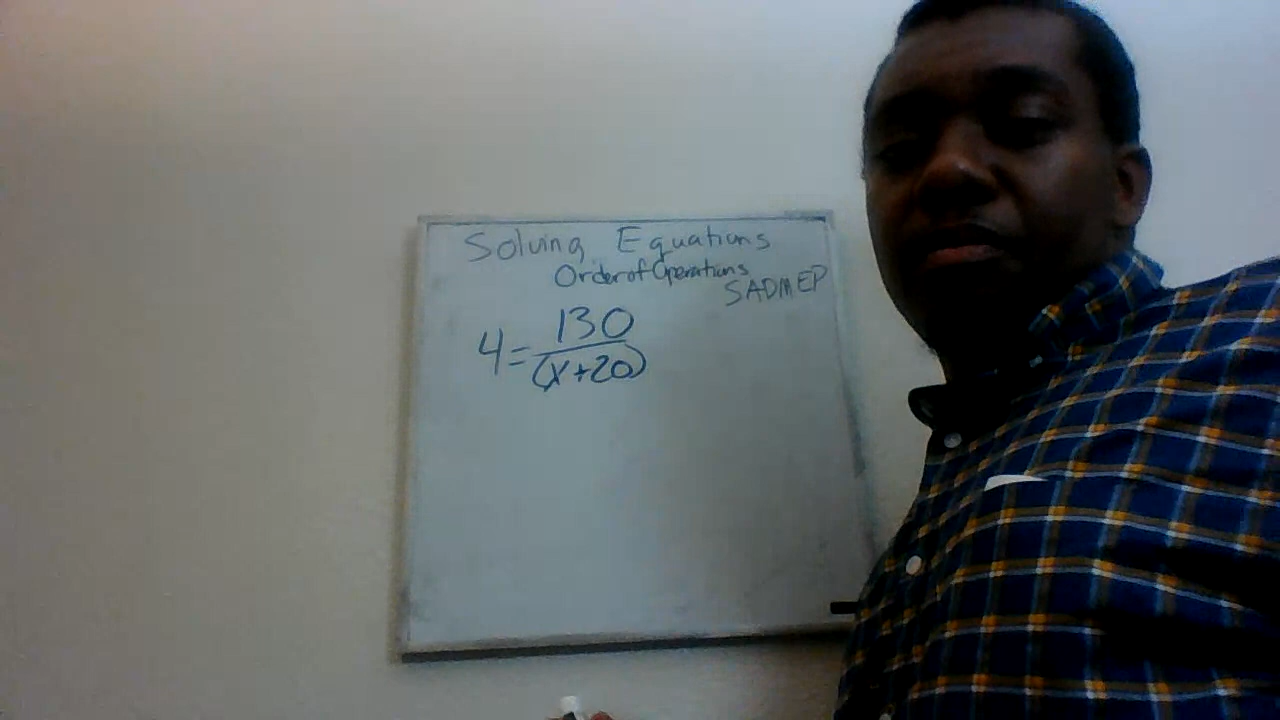 Solving Equations
Order of Operations
SADMEP
4 = 130
(x+20)